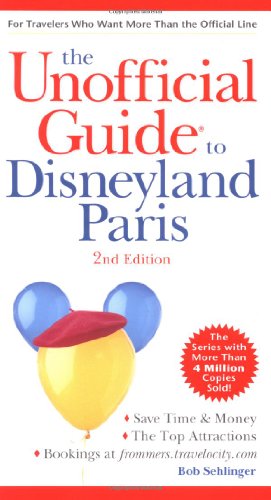 For Travelers Who Want More Than the Official Line
the
Unofficial
Guide® to
Disneyland
Paris
2nd Edition
The
Series with
More Than
4 Million
Copies
Sold!
♦ Save Time & Money
♦ The Top Attractions
♦ Bookings at frommers.travelocity.com
Bob Sehlinger